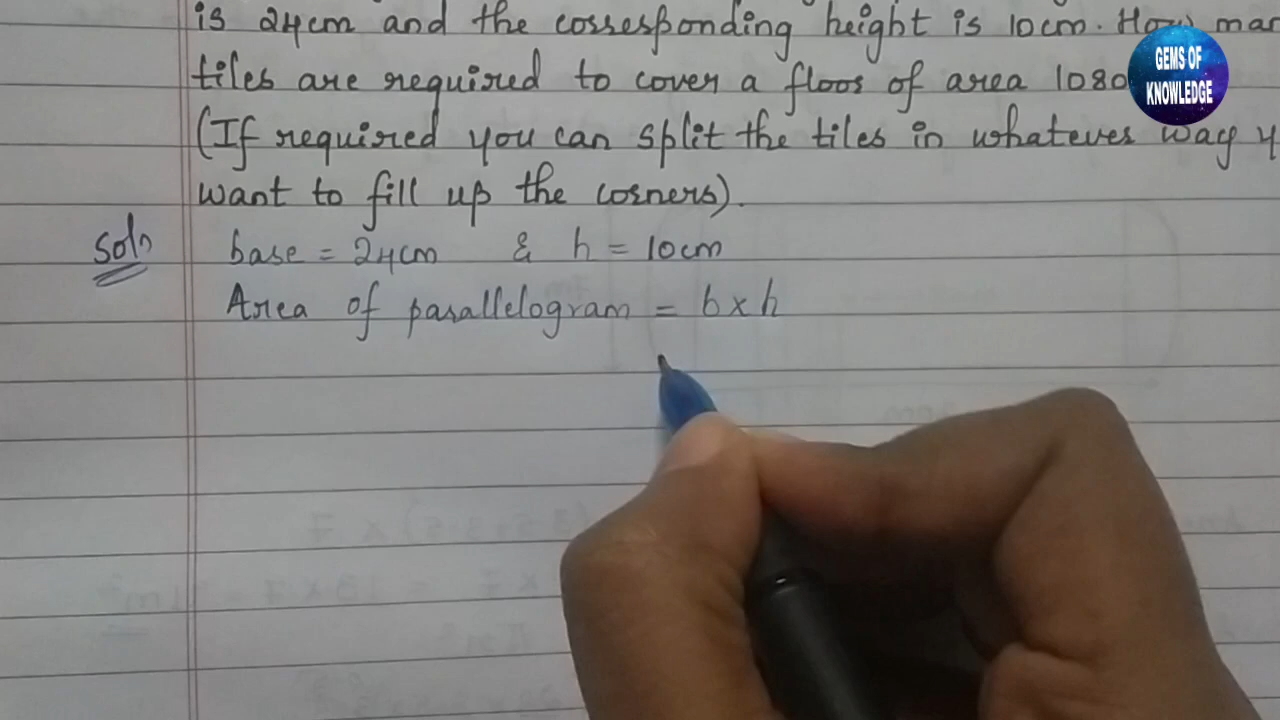 is 24cm and the corresponding height is 10cm. How
tiles are required to cover a floor of area 1080
GEMS OF
KNOWLEDGE
(If required you can split the tiles in whatever way
want to fill up the corners).
Soln base = 24cm & h = 10cm
Area of parallelogram = b x h